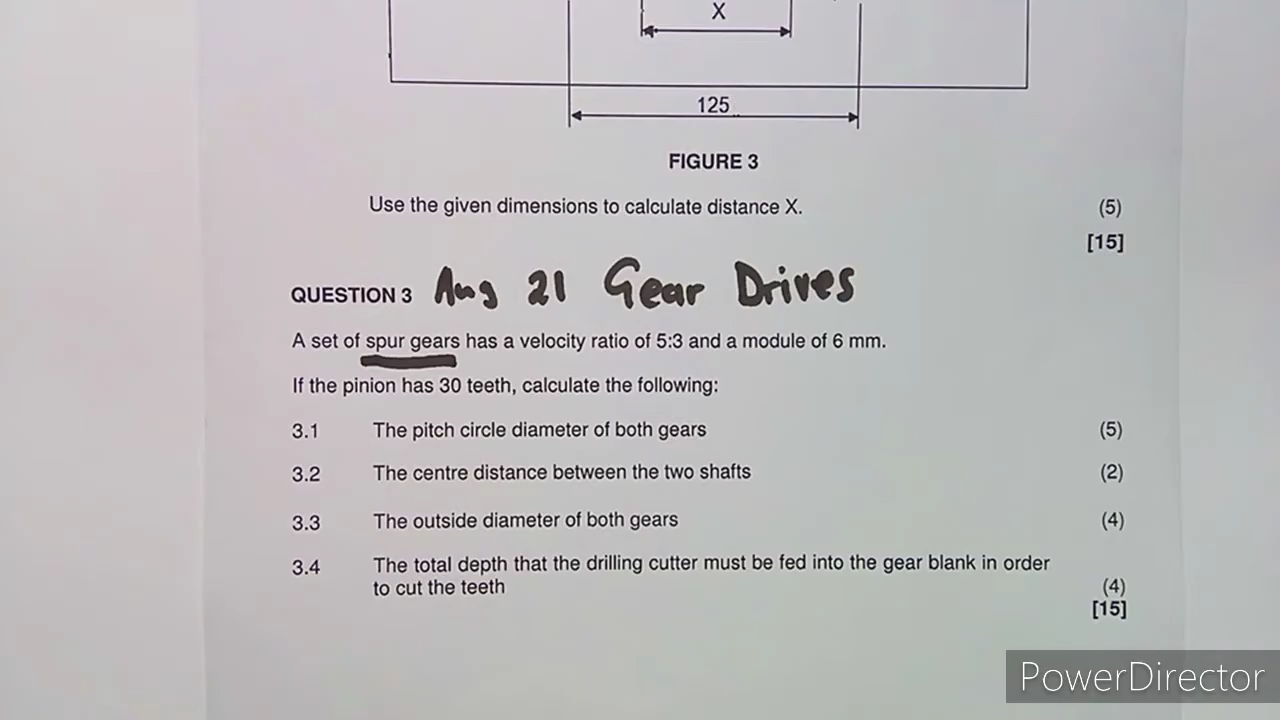 X
125
FIGURE 3
Use the given dimensions to calculate distance X. (5)
[15]
QUESTION 3 Aug 21 Gear Drives
A set of spur gears has a velocity ratio of 5:3 and a module of 6 mm.
If the pinion has 30 teeth, calculate the following:
3.1 The pitch circle diameter of both gears (5)
3.2 The centre distance between the two shafts (2)
3.3 The outside diameter of both gears (4)
3.4 The total depth that the drilling cutter must be fed into the gear blank in order
to cut the teeth (4)
[15]
PowerDirector